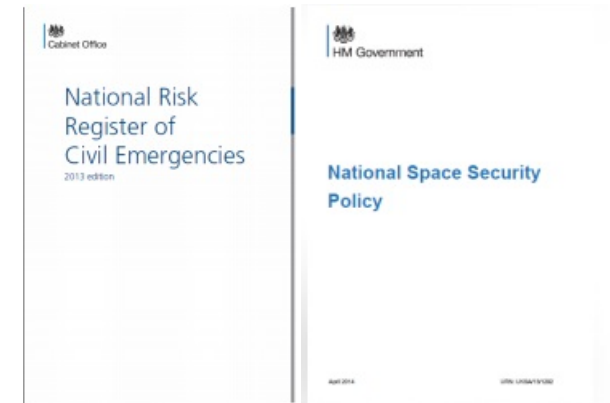 Cabinet Office
National Risk
Register of
Civil Emergencies
2013 edition
HM Government
National Space Security
Policy
April 2014